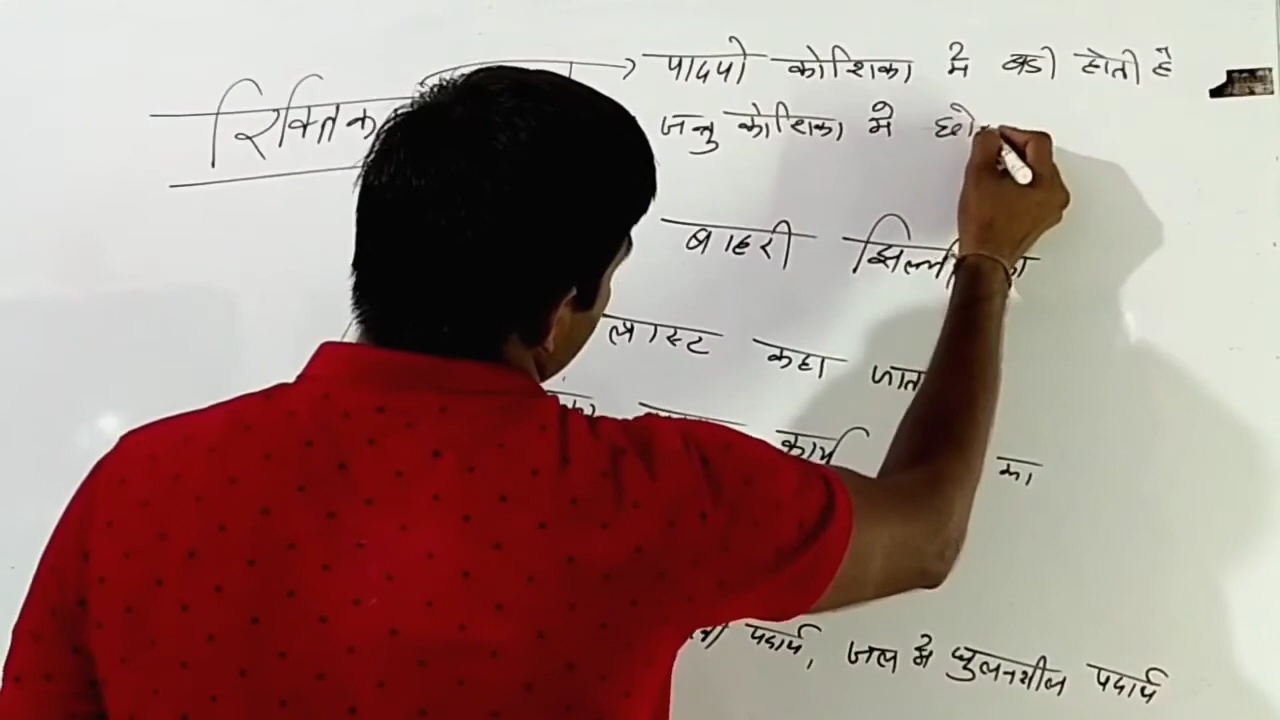 रिक्तिक
पादपो कोशिका मे बडी होती है
जन्तु कोशिका मे छो
बाहरी झिल्ली का
प्लास्ट कहा जाता
कार्य का
पदार्थ, जल मे घुलनशील पदार्थ